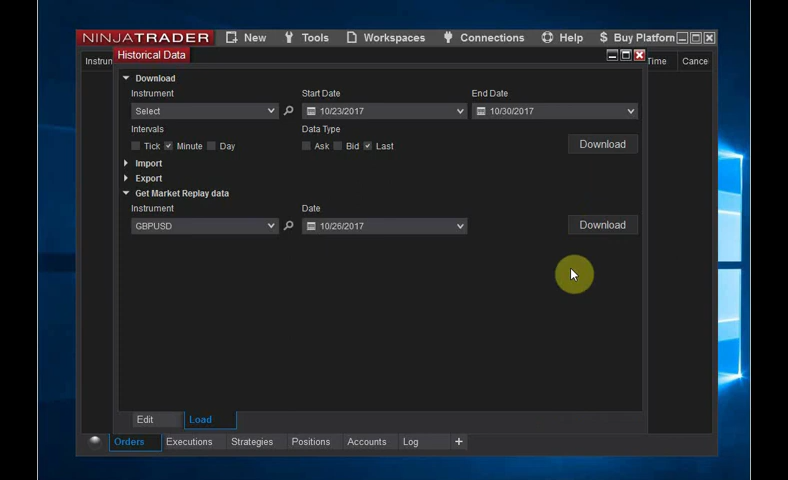 NINJATRADER New Tools Workspaces Connections Help $ Buy Platform
Historical Data
Instrum Time Cance
Download
Instrument Start Date End Date
Select 10/23/2017 10/30/2017
Intervals Data Type
Tick Minute Day Ask Bid Last Download
Import
Export
Get Market Replay data
Instrument Date
GBPUSD 10/26/2017 Download
Edit Load
Orders Executions Strategies Positions Accounts Log +